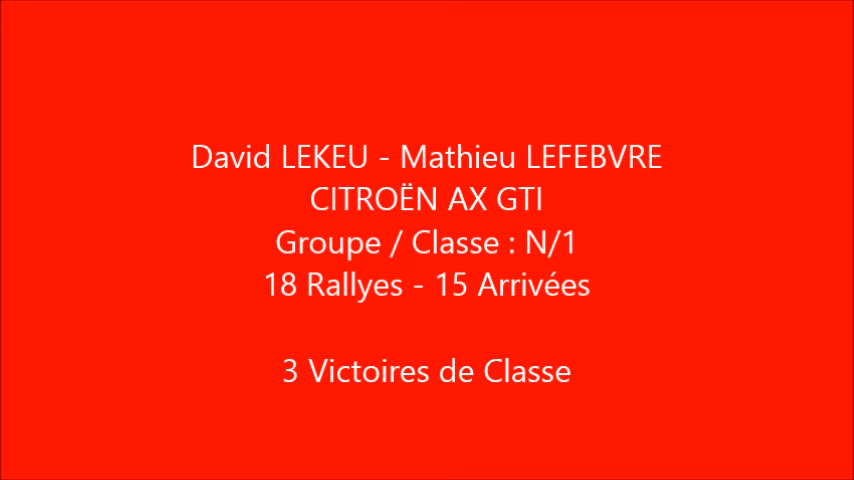 David LEKEU - Mathieu LEFEBVRE
CITROËN AX GTI
Groupe / Classe : N/1
18 Rallyes - 15 Arrivées
3 Victoires de Classe